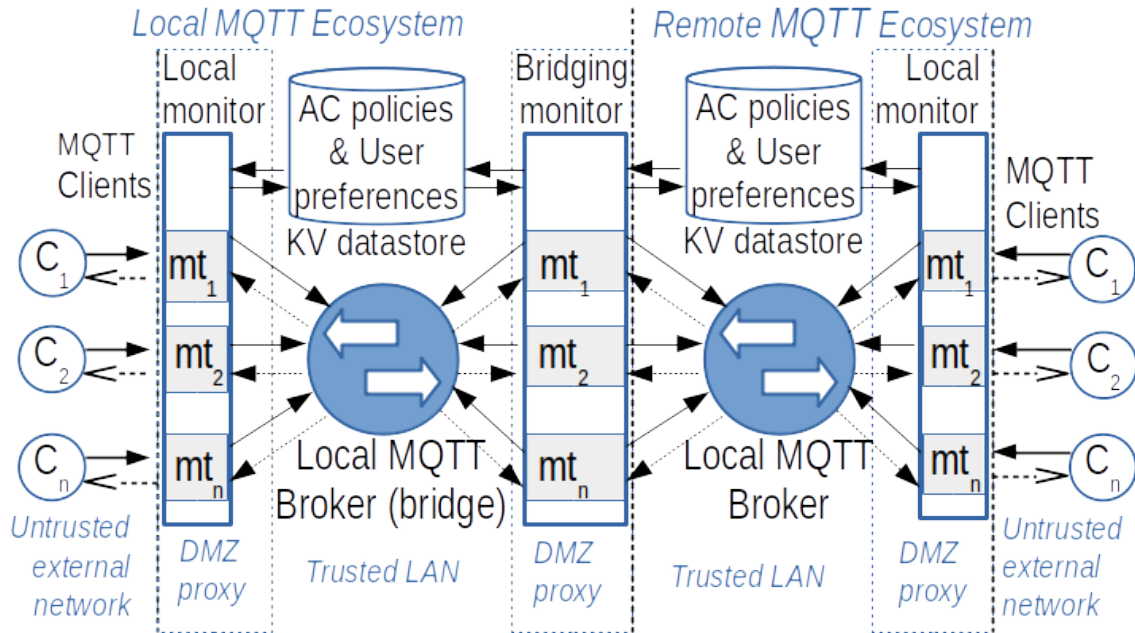 Local MQTT Ecosystem
Remote MQTT Ecosystem
Local
monitor
AC policies
& User
preferences
KV datastore
Bridging
monitor
AC policies
& User
preferences
KV datastore
Local
monitor
MQTT
Clients
MQTT
Clients
C1
C2
Cn
mt1
mt2
mtn
mt1
mt2
mtn
mt1
mt2
mtn
C1
C2
Cn
Local MQTT
Broker (bridge)
Local MQTT
Broker
Untrusted
external
network
DMZ
proxy
Trusted LAN
DMZ
proxy
Trusted LAN
DMZ
proxy
Untrusted
external
network